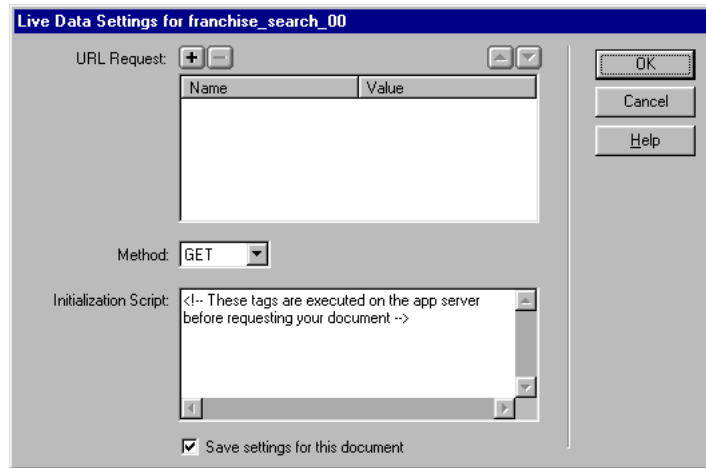 Live Data Settings for franchise_search_00
URL Request:
Name Value
OK
Cancel
Help
Method: GET
Initialization Script: <!-- These tags are executed on the app server
before requesting your document -->
Save settings for this document